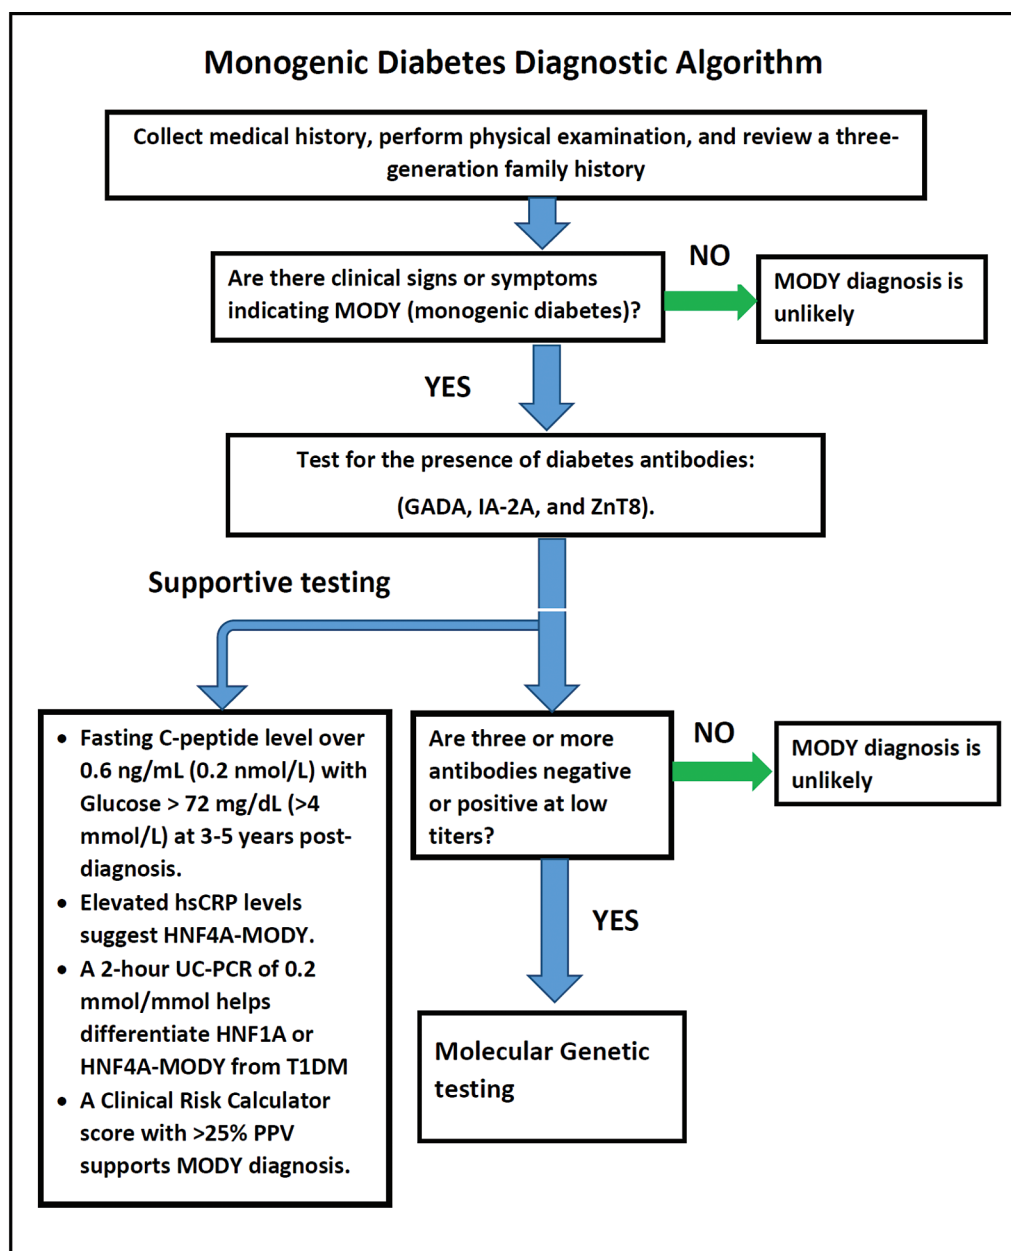 Monogenic Diabetes Diagnostic Algorithm
Collect medical history, perform physical examination, and review a three-
generation family history
Are there clinical signs or symptoms
indicating MODY (monogenic diabetes)?
NO
MODY diagnosis is
unlikely
YES
Test for the presence of diabetes antibodies:
(GADA, IA-2A, and ZnT8).
Supportive testing
• Fasting C-peptide level over
0.6 ng/mL (0.2 nmol/L) with
Glucose > 72 mg/dL (>4
mmol/L) at 3-5 years post-
diagnosis.
• Elevated hsCRP levels
suggest HNF4A-MODY.
• A 2-hour UC-PCR of 0.2
mmol/mmol helps
differentiate HNF1A or
HNF4A-MODY from T1DM
• A Clinical Risk Calculator
score with >25% PPV
supports MODY diagnosis.
Are three or more
antibodies negative
or positive at low
titers?
NO
MODY diagnosis is
unlikely
YES
Molecular Genetic
testing